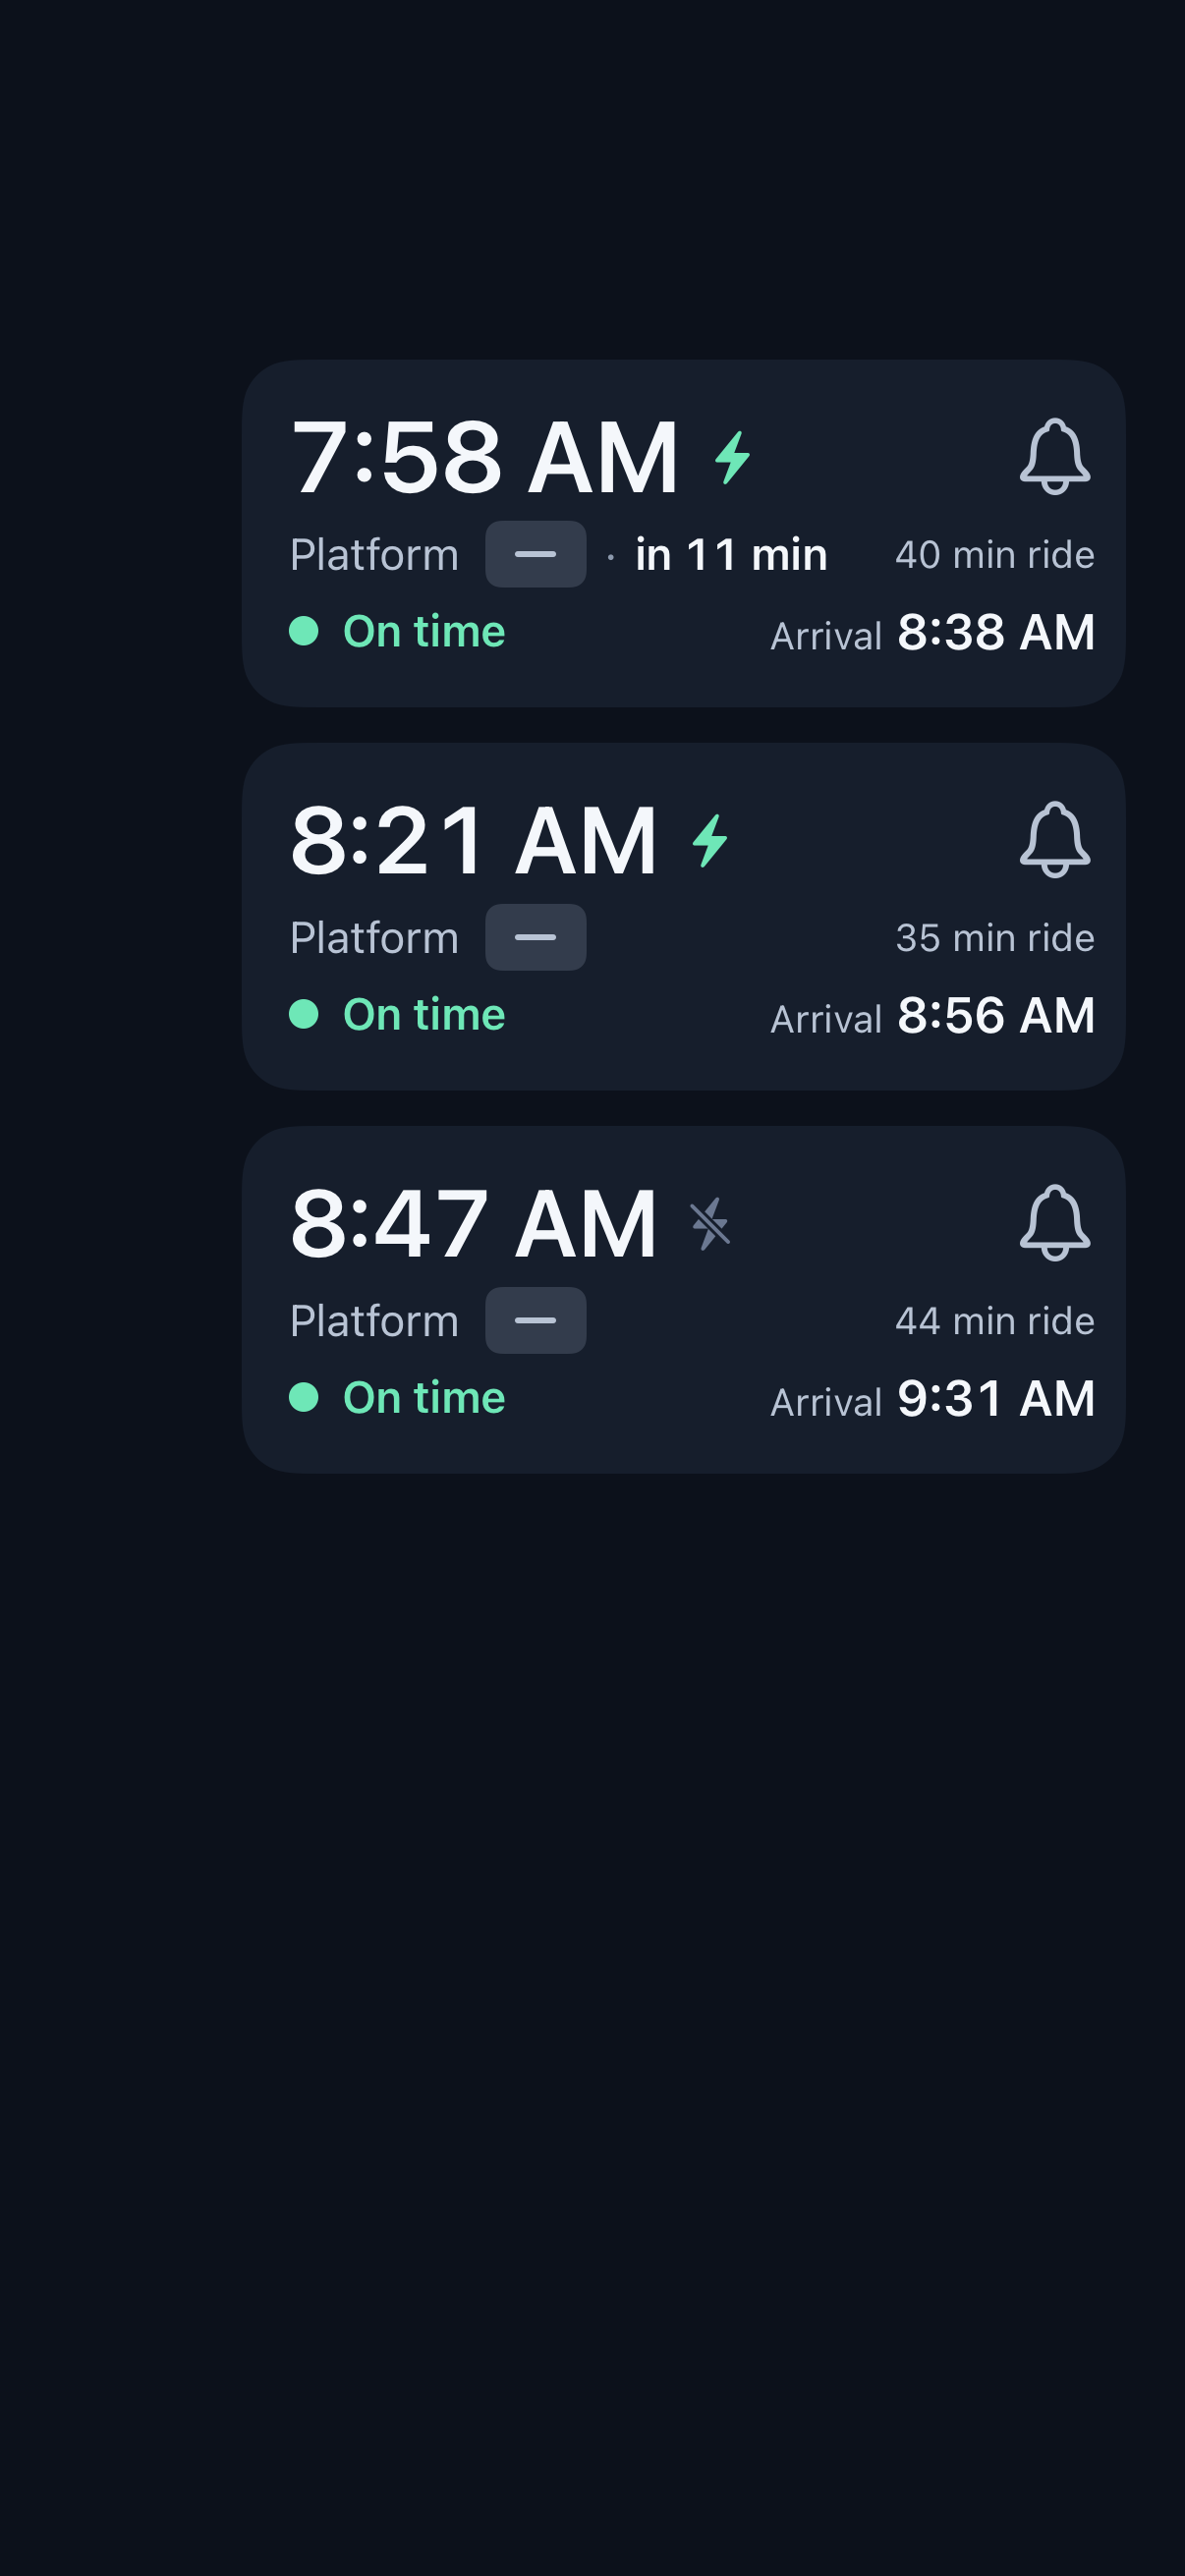 7:58 AM
Platform — · in 11 min 40 min ride
On time Arrival 8:38 AM
8:21 AM
Platform — 35 min ride
On time Arrival 8:56 AM
8:47 AM
Platform — 44 min ride
On time Arrival 9:31 AM